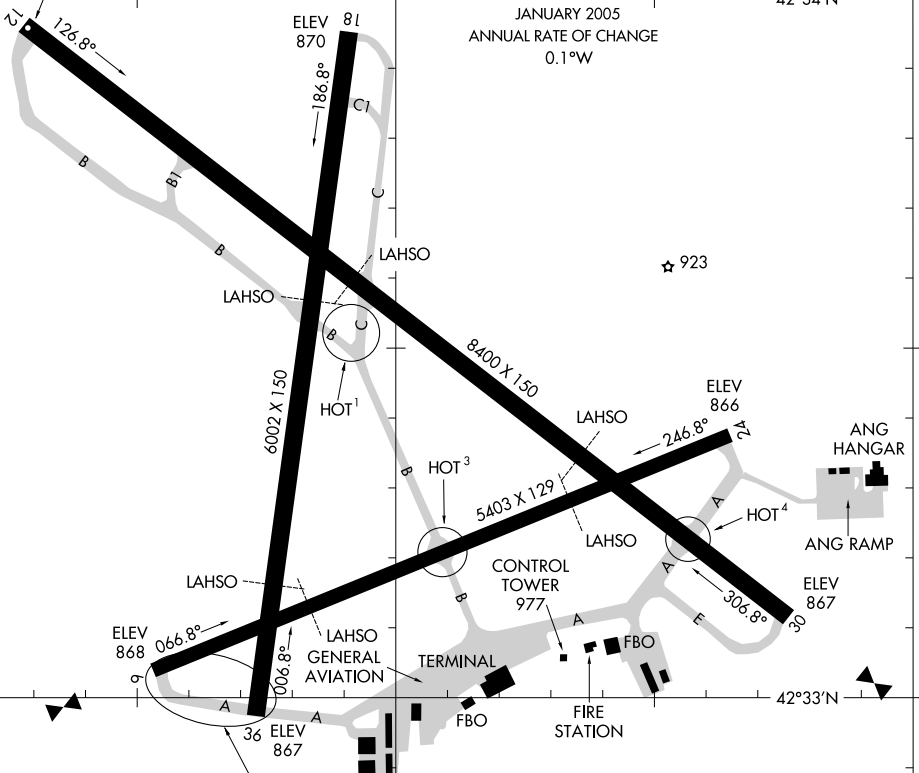 42°54'N
JANUARY 2005
ANNUAL RATE OF CHANGE
0.1°W
12
126.8°
ELEV
870
18
186.8°
C1
B
B1
C
B
LAHSO
923
LAHSO
B
C
HOT1
8400 X 150
6002 X 150
ELEV
866
24
246.8°
LAHSO
ANG
HANGAR
B
HOT3
5403 X 129
A
HOT4
LAHSO
ANG RAMP
CONTROL
TOWER
977
A
LAHSO
B
306.8°
ELEV
867
30
E
A
ELEV
868
066.8°
LAHSO
006.8°
GENERAL
AVIATION
TERMINAL
FBO
6
A
A
42°33'N
FBO
FIRE
STATION
36
ELEV
867